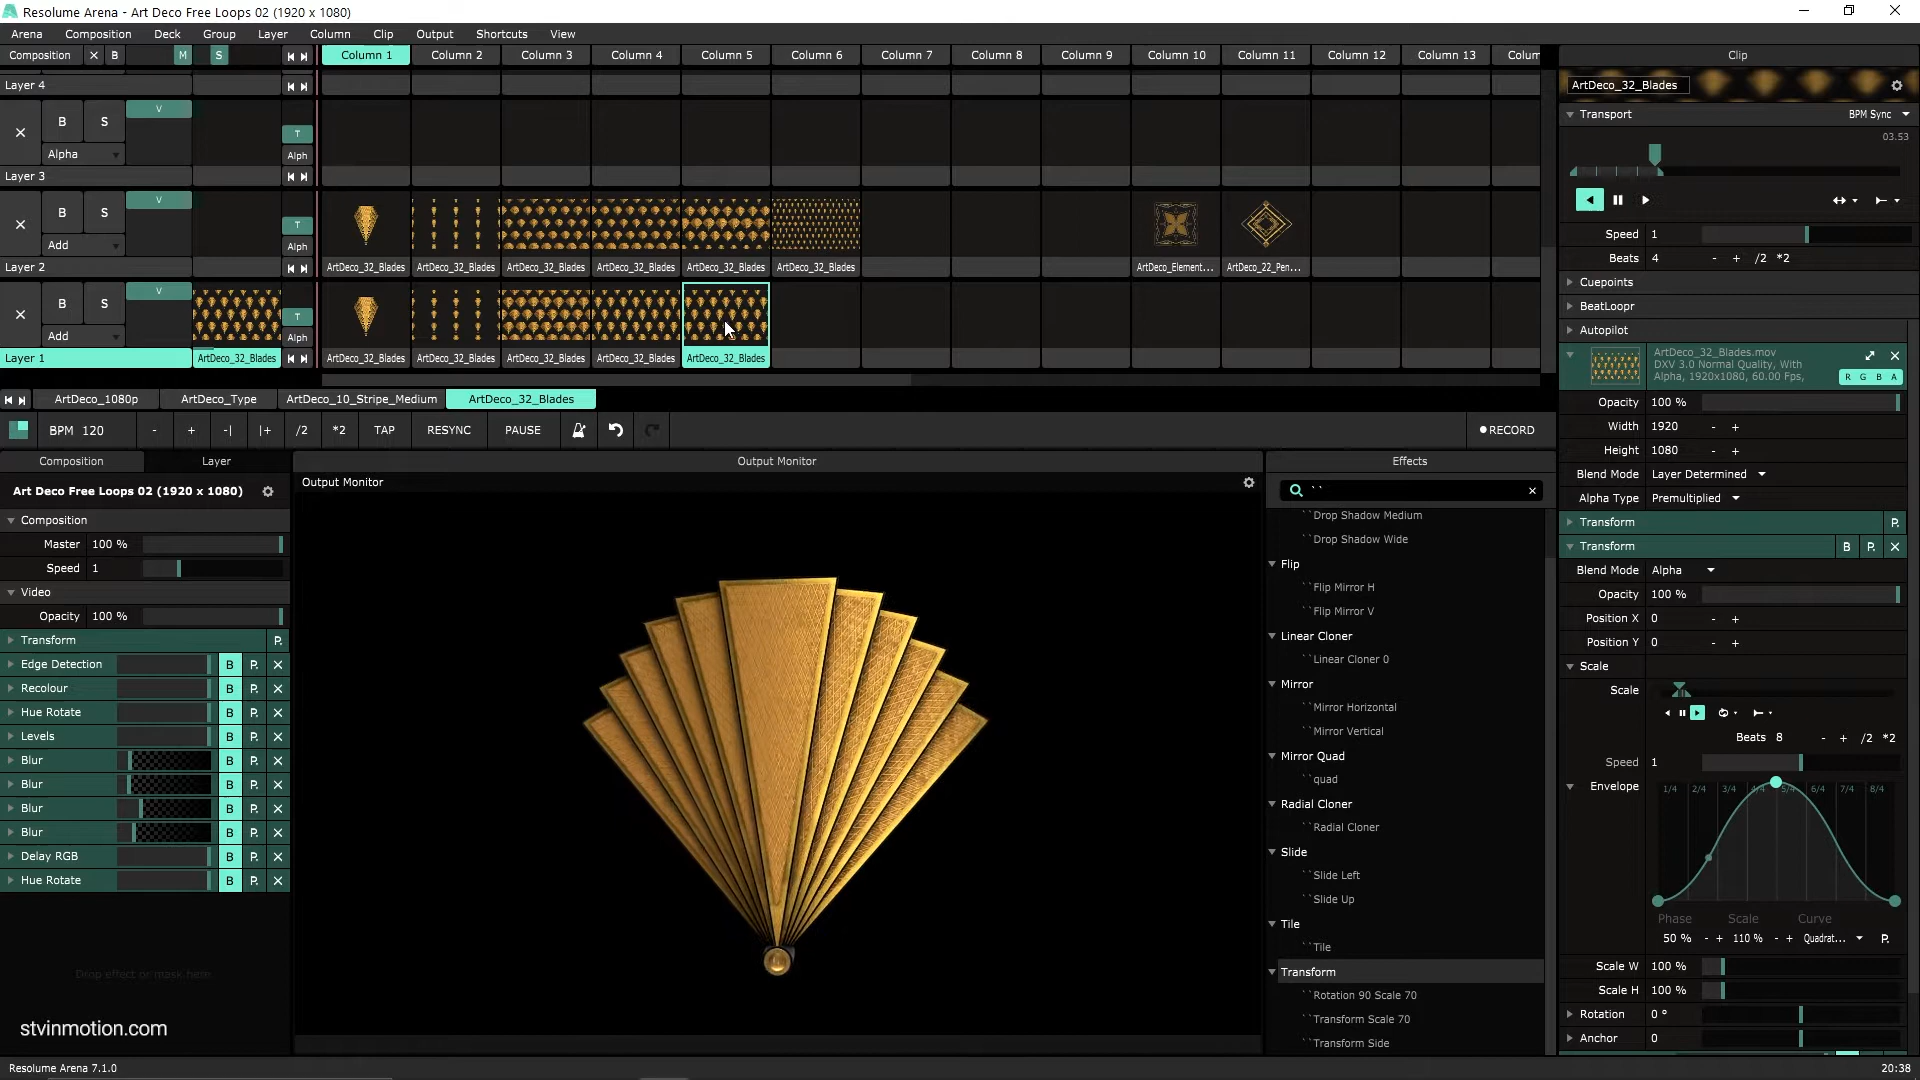 Resolume Arena - Art Deco Free Loops 02 (1920 x 1080)
Arena Composition Deck Group Layer Column Clip Output Shortcuts View
Composition X B M S Column 1 Column 2 Column 3 Column 4 Column 5 Column 6 Column 7 Column 8 Column 9 Column 10 Column 11 Column 12 Column 13 Colum
Layer 4
B S V
T
Alpha Alph
Layer 3
B S V
T
Add Alph
Layer 2 ArtDeco_32_Blades ArtDeco_32_Blades ArtDeco_32_Blades ArtDeco_32_Blades ArtDeco_32_Blades ArtDeco_32_Blades ArtDeco_Element... ArtDeco_22_Pen...
B S V
T
Add Alph
Layer 1 ArtDeco_32_Blades ArtDeco_32_Blades ArtDeco_32_Blades ArtDeco_32_Blades ArtDeco_32_Blades ArtDeco_32_Blades
ArtDeco_1080p ArtDeco_Type ArtDeco_10_Stripe_Medium ArtDeco_32_Blades
BPM 120 - + -| |+ /2 *2 TAP RESYNC PAUSE RECORD
Composition Layer
Art Deco Free Loops 02 (1920 x 1080)
Composition
Master 100 %
Speed 1
Video
Opacity 100 %
Transform P.
Edge Detection B P. X
Recolour B P. X
Hue Rotate B P. X
Levels B P. X
Blur B P. X
Blur B P. X
Blur B P. X
Blur B P. X
Delay RGB B P. X
Hue Rotate B P. X
Drop effect or mask here
stvinmotion.com
Resolume Arena 7.1.0
Output Monitor
Output Monitor
Effects
``
``Drop Shadow Medium
``Drop Shadow Wide
Flip
``Flip Mirror H
``Flip Mirror V
Linear Cloner
``Linear Cloner 0
Mirror
``Mirror Horizontal
``Mirror Vertical
Mirror Quad
``quad
Radial Cloner
``Radial Cloner
Slide
``Slide Left
``Slide Up
Tile
``Tile
Transform
``Rotation 90 Scale 70
``Transform Scale 70
``Transform Side
Clip
ArtDeco_32_Blades
Transport BPM Sync
03.53
Speed 1
Beats 4 - + /2 *2
Cuepoints
BeatLoopr
Autopilot
ArtDeco_32_Blades.mov
DXV 3.0 Normal Quality, With
Alpha, 1920x1080, 60.00 Fps, R G B A
Opacity 100 %
Width 1920 - +
Height 1080 - +
Blend Mode Layer Determined
Alpha Type Premultiplied
Transform P.
Transform B P. X
Blend Mode Alpha
Opacity 100 %
Position X 0 - +
Position Y 0 - +
Scale
Scale
Beats 8 - + /2 *2
Speed 1
Envelope 1/4 2/4 3/4 4/4 5/4 6/4 7/4 8/4
Phase Scale Curve
50 % - + 110 % - + Quadrat... P.
Scale W 100 %
Scale H 100 %
Rotation 0 °
Anchor 0
20:38